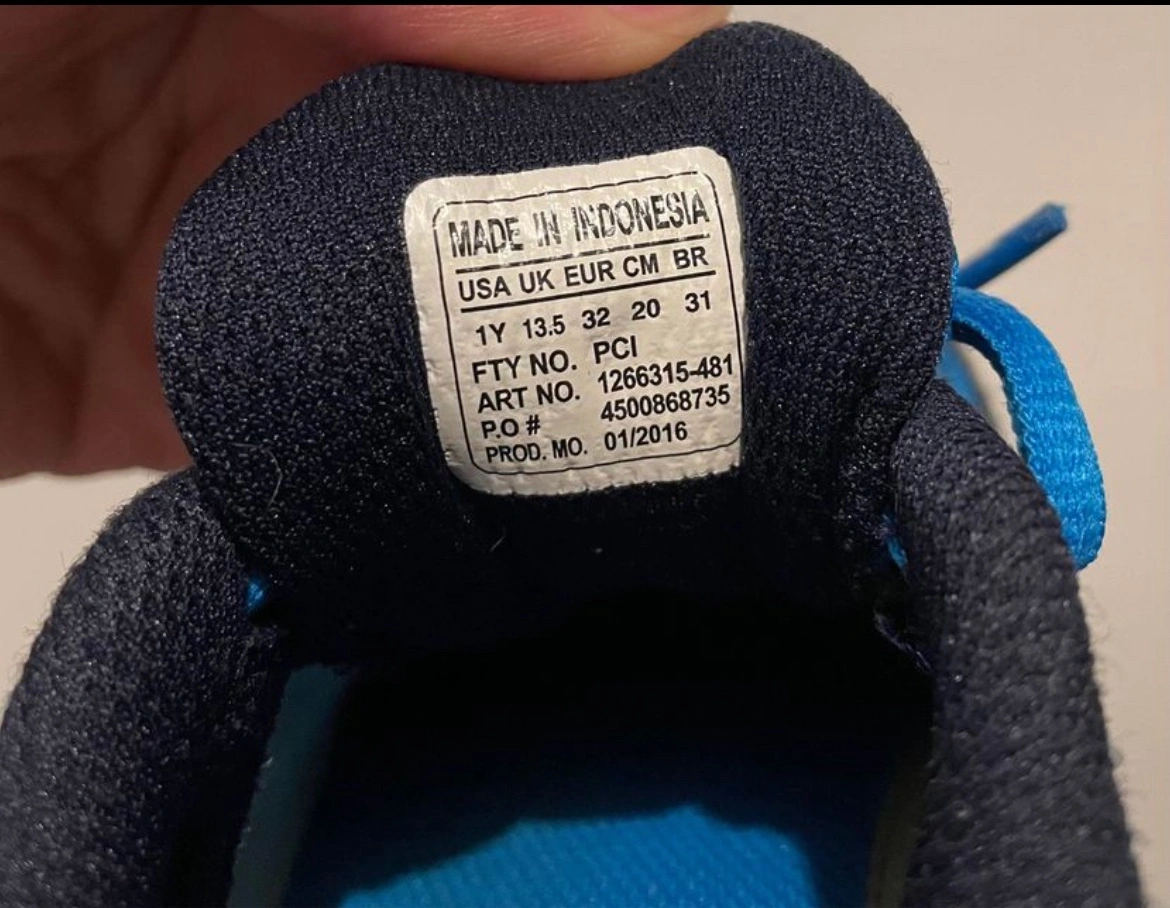 MADE IN INDONESIA
USA UK EUR CM BR
1Y 13.5 32 20 31
FTY NO. PCI
ART NO. 1266315-481
P.O # 4500868735
PROD. MO. 01/2016